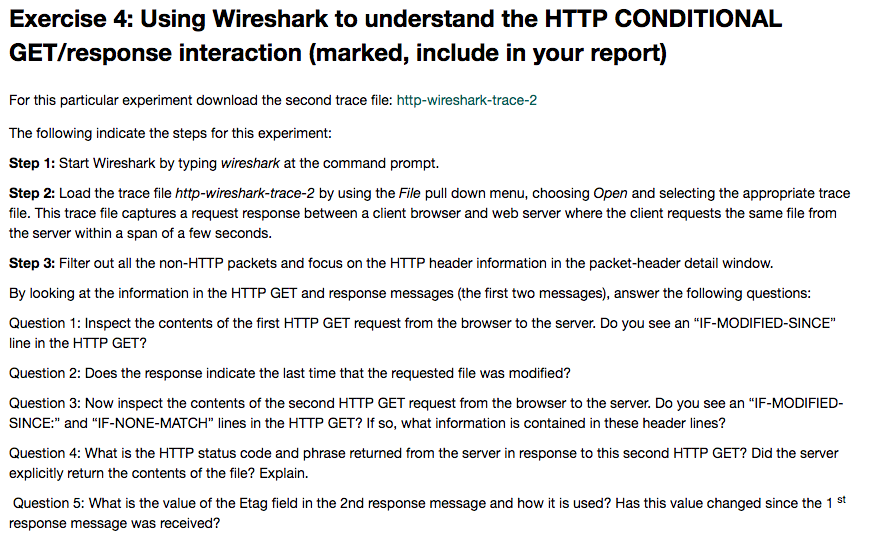 Exercise 4: Using Wireshark to understand the HTTP CONDITIONAL
GET/response interaction (marked, include in your report)
For this particular experiment download the second trace file: http-wireshark-trace-2
The following indicate the steps for this experiment:
Step 1: Start Wireshark by typing wireshark at the command prompt.
Step 2: Load the trace file http-wireshark-trace-2 by using the File pull down menu, choosing Open and selecting the appropriate trace
file. This trace file captures a request response between a client browser and web server where the client requests the same file from
the server within a span of a few seconds.
Step 3: Filter out all the non-HTTP packets and focus on the HTTP header information in the packet-header detail window.
By looking at the information in the HTTP GET and response messages (the first two messages), answer the following questions:
Question 1: Inspect the contents of the first HTTP GET request from the browser to the server. Do you see an “IF-MODIFIED-SINCE”
line in the HTTP GET?
Question 2: Does the response indicate the last time that the requested file was modified?
Question 3: Now inspect the contents of the second HTTP GET request from the browser to the server. Do you see an “IF-MODIFIED-
SINCE:” and “IF-NONE-MATCH” lines in the HTTP GET? If so, what information is contained in these header lines?
Question 4: What is the HTTP status code and phrase returned from the server in response to this second HTTP GET? Did the server
explicitly return the contents of the file? Explain.
Question 5: What is the value of the Etag field in the 2nd response message and how it is used? Has this value changed since the 1 st
response message was received?